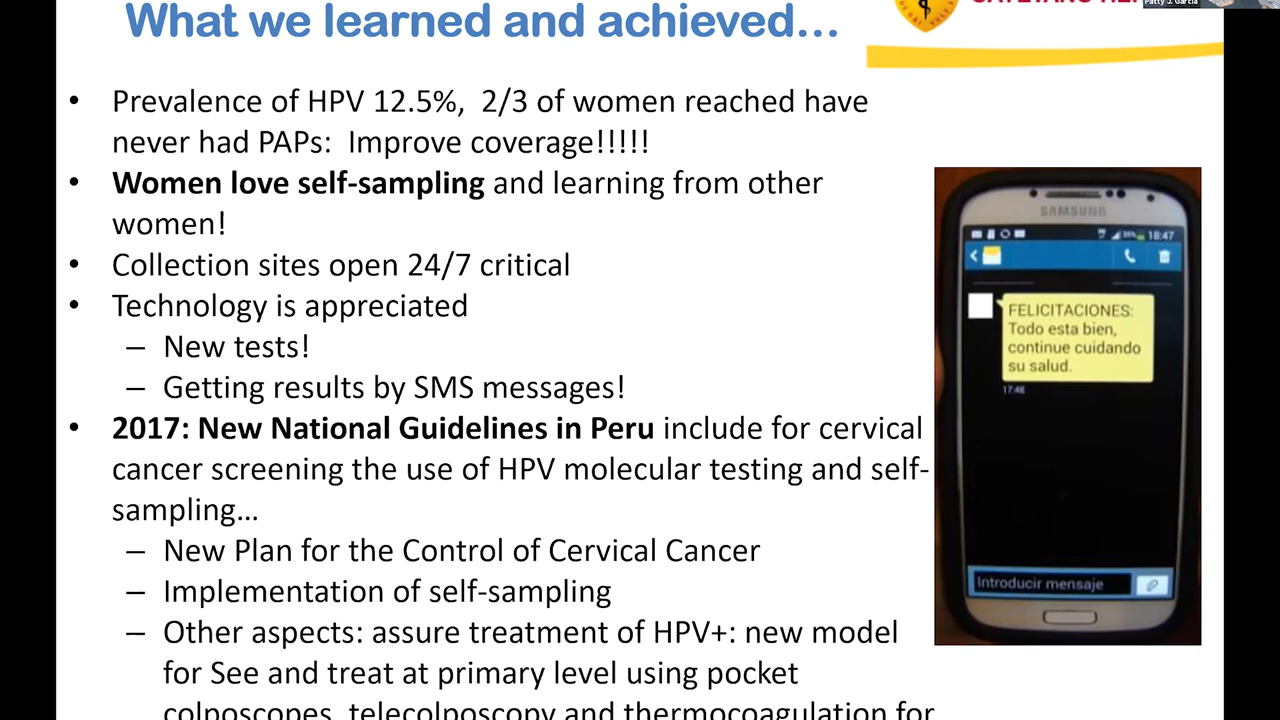 What we learned and achieved...
Patty J. Garcia
• Prevalence of HPV 12.5%, 2/3 of women reached have
never had PAPs: Improve coverage!!!!!
• Women love self-sampling and learning from other
women!
• Collection sites open 24/7 critical
• Technology is appreciated
– New tests!
– Getting results by SMS messages!
• 2017: New National Guidelines in Peru include for cervical
cancer screening the use of HPV molecular testing and self-
sampling...
– New Plan for the Control of Cervical Cancer
– Implementation of self-sampling
– Other aspects: assure treatment of HPV+: new model
for See and treat at primary level using pocket
colposcopes, telecolposcopy and thermocoagulation for
SAMSUNG
18:47
FELICITACIONES:
Todo esta bien,
continue cuidando
su salud.
17:48
Introducir mensaje